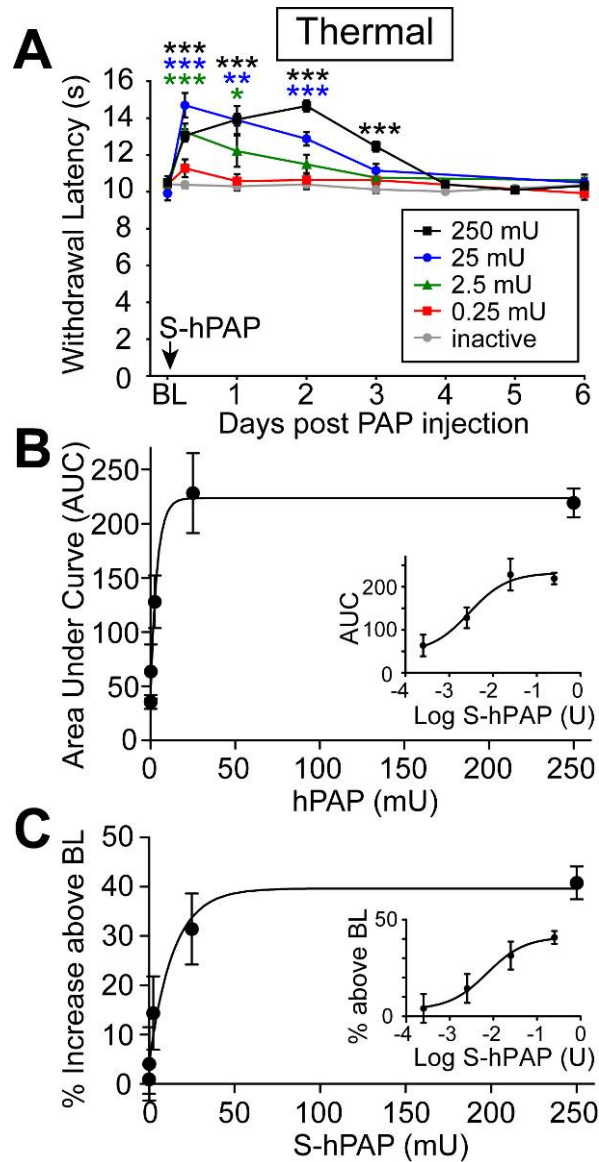 Thermal
A
***
***
***
***
**
*
***
***
***
Withdrawal Latency (s)
16
14
12
10
8
6
4
2
0
S-hPAP
250 mU
25 mU
2.5 mU
0.25 mU
inactive
BL 1 2 3 4 5 6
Days post PAP injection
B
Area Under Curve (AUC)
250
200
150
100
50
0
AUC
200
100
0
-4 -3 -2 -1 0
Log S-hPAP (U)
0 50 100 150 200 250
hPAP (mU)
C
% Increase above BL
50
40
30
20
10
0
% above BL
50
0
-4 -3 -2 -1 0
Log S-hPAP (U)
0 50 100 150 200 250
S-hPAP (mU)